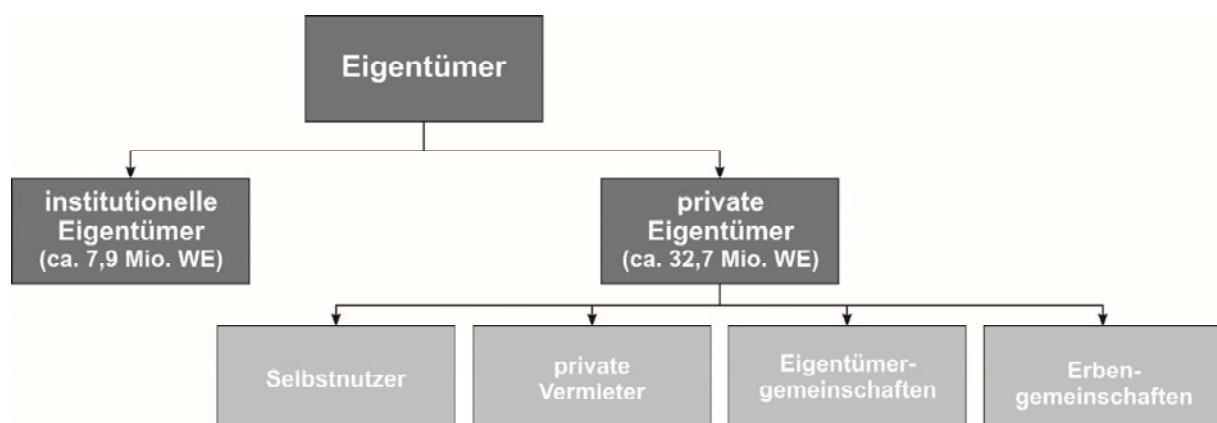 Eigentümer
institutionelle
Eigentümer
(ca. 7,9 Mio. WE)
private
Eigentümer
(ca. 32,7 Mio. WE)
Selbstnutzer
private
Vermieter
Eigentümer-
gemeinschaften
Erben-
gemeinschaften